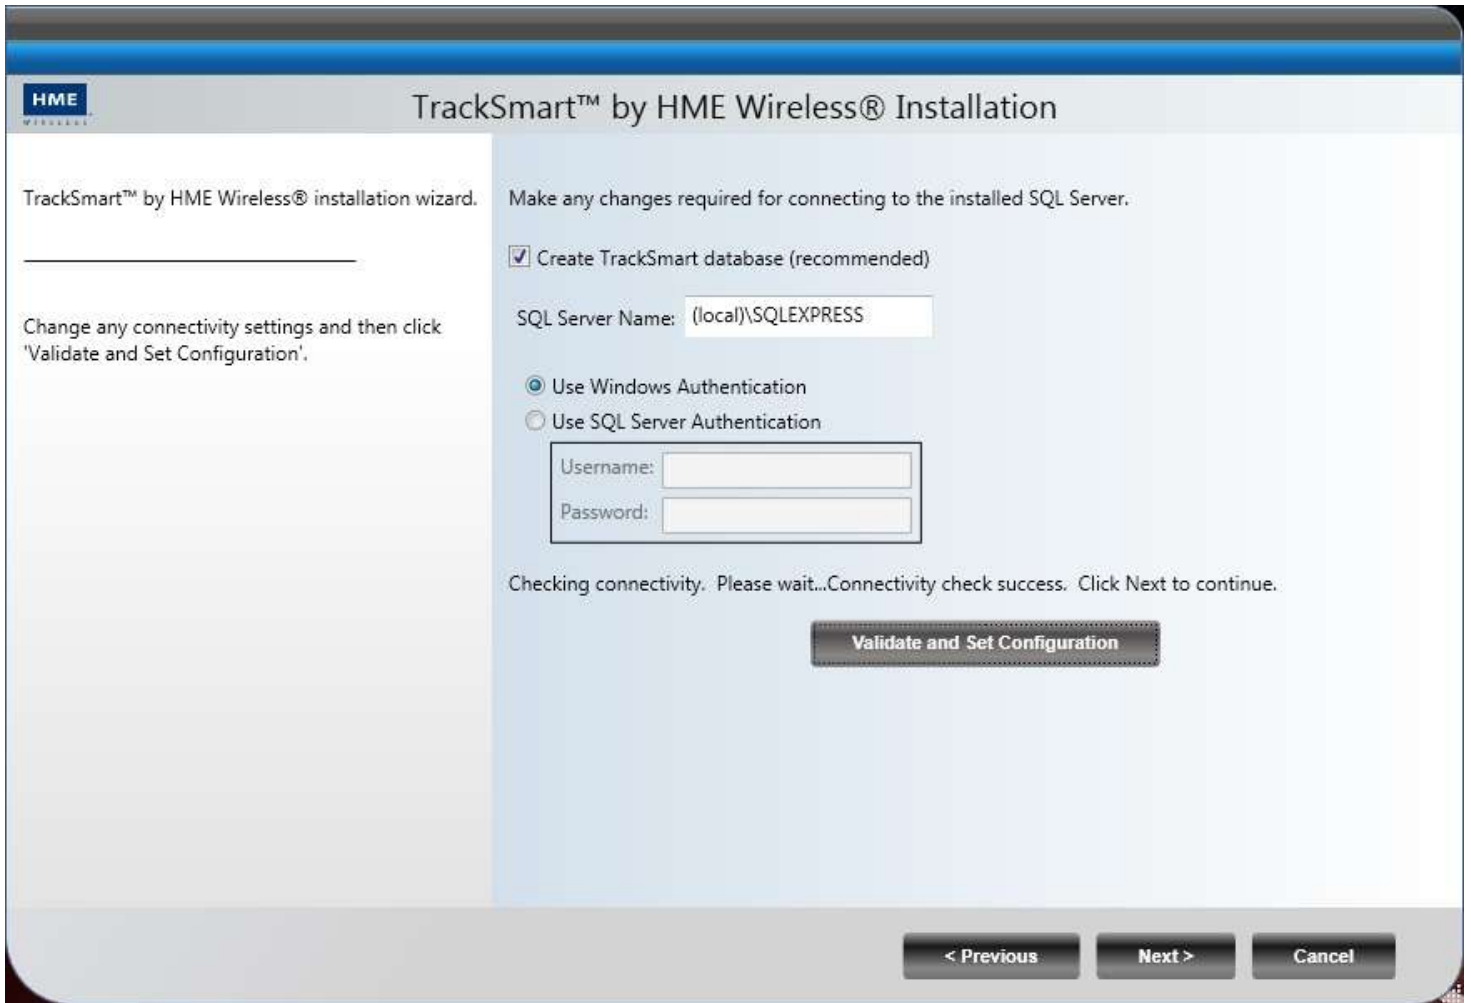 HME
WIRELESS
TrackSmart™ by HME Wireless® Installation
TrackSmart™ by HME Wireless® installation wizard.
Change any connectivity settings and then click
'Validate and Set Configuration'.
Make any changes required for connecting to the installed SQL Server.
Create TrackSmart database (recommended)
SQL Server Name: (local)\SQLEXPRESS
Use Windows Authentication
Use SQL Server Authentication
Username:
Password:
Checking connectivity. Please wait...Connectivity check success. Click Next to continue.
Validate and Set Configuration
< Previous Next > Cancel